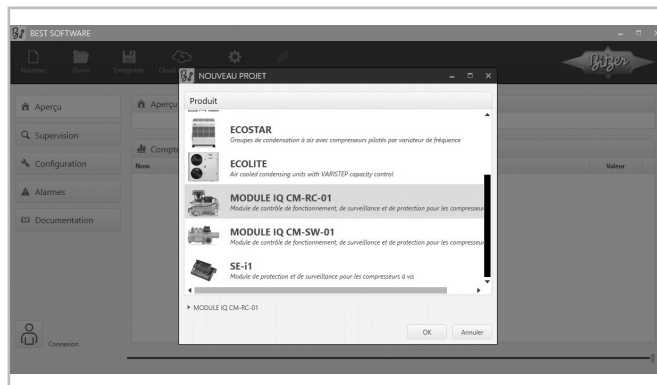 BEST SOFTWARE
Nouveau
Ouvrir
Enregistrer
Cloud
Bitzer
NOUVEAU PROJET
Produit
ECOSTAR
Groupes de condensation à air avec compresseurs pilotés par variateur de fréquence
ECOLITE
Air cooled condensing units with VARISTEP capacity control
MODULE IQ CM-RC-01
Module de contrôle de fonctionnement, de surveillance et de protection pour les compresseur
MODULE IQ CM-SW-01
Module de contrôle de fonctionnement, de surveillance et de protection pour les compresseur
SE-i1
Module de protection et de surveillance pour les compresseurs à vis
MODULE IQ CM-RC-01
OK
Annuler
Aperçu
Supervision
Configuration
Alarmes
Documentation
Aperçu
Compte
Nom
Valeur
Connexion